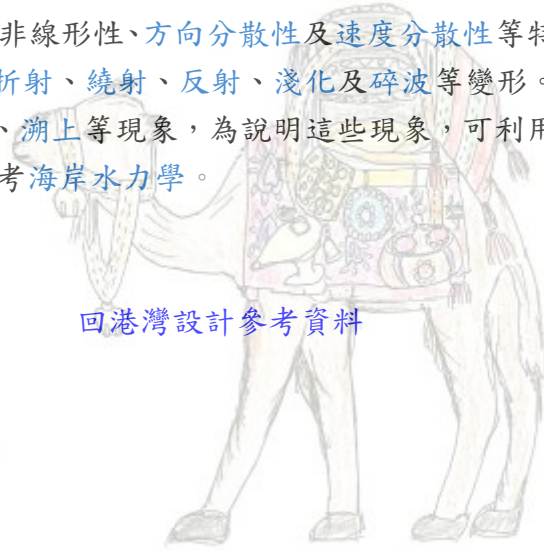 非線形性、方向分散性及速度分散性等特
折射、繞射、反射、淺化及碎波等變形。
、溯上等現象，為說明這些現象，可利用
考海岸水力學。
回港灣設計參考資料